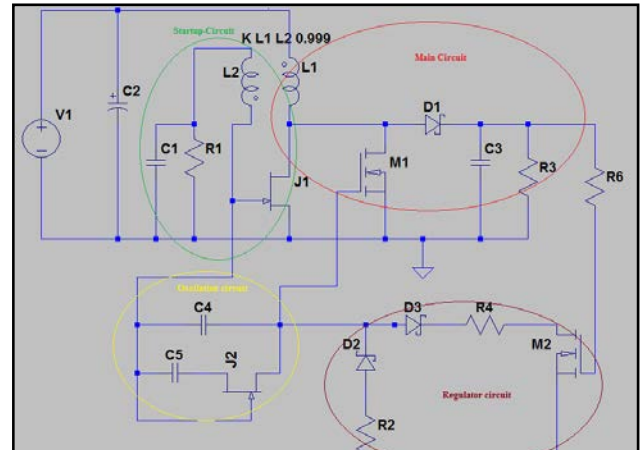 Startup-Circuit
K L1 L2 0.999
L2
L1
Main Circuit
C2
D1
V1
C1
R1
M1
C3
R3
R6
J1
Oscilation circuit
C4
D3
R4
C5
J2
D2
M2
R2
Regulator circuit